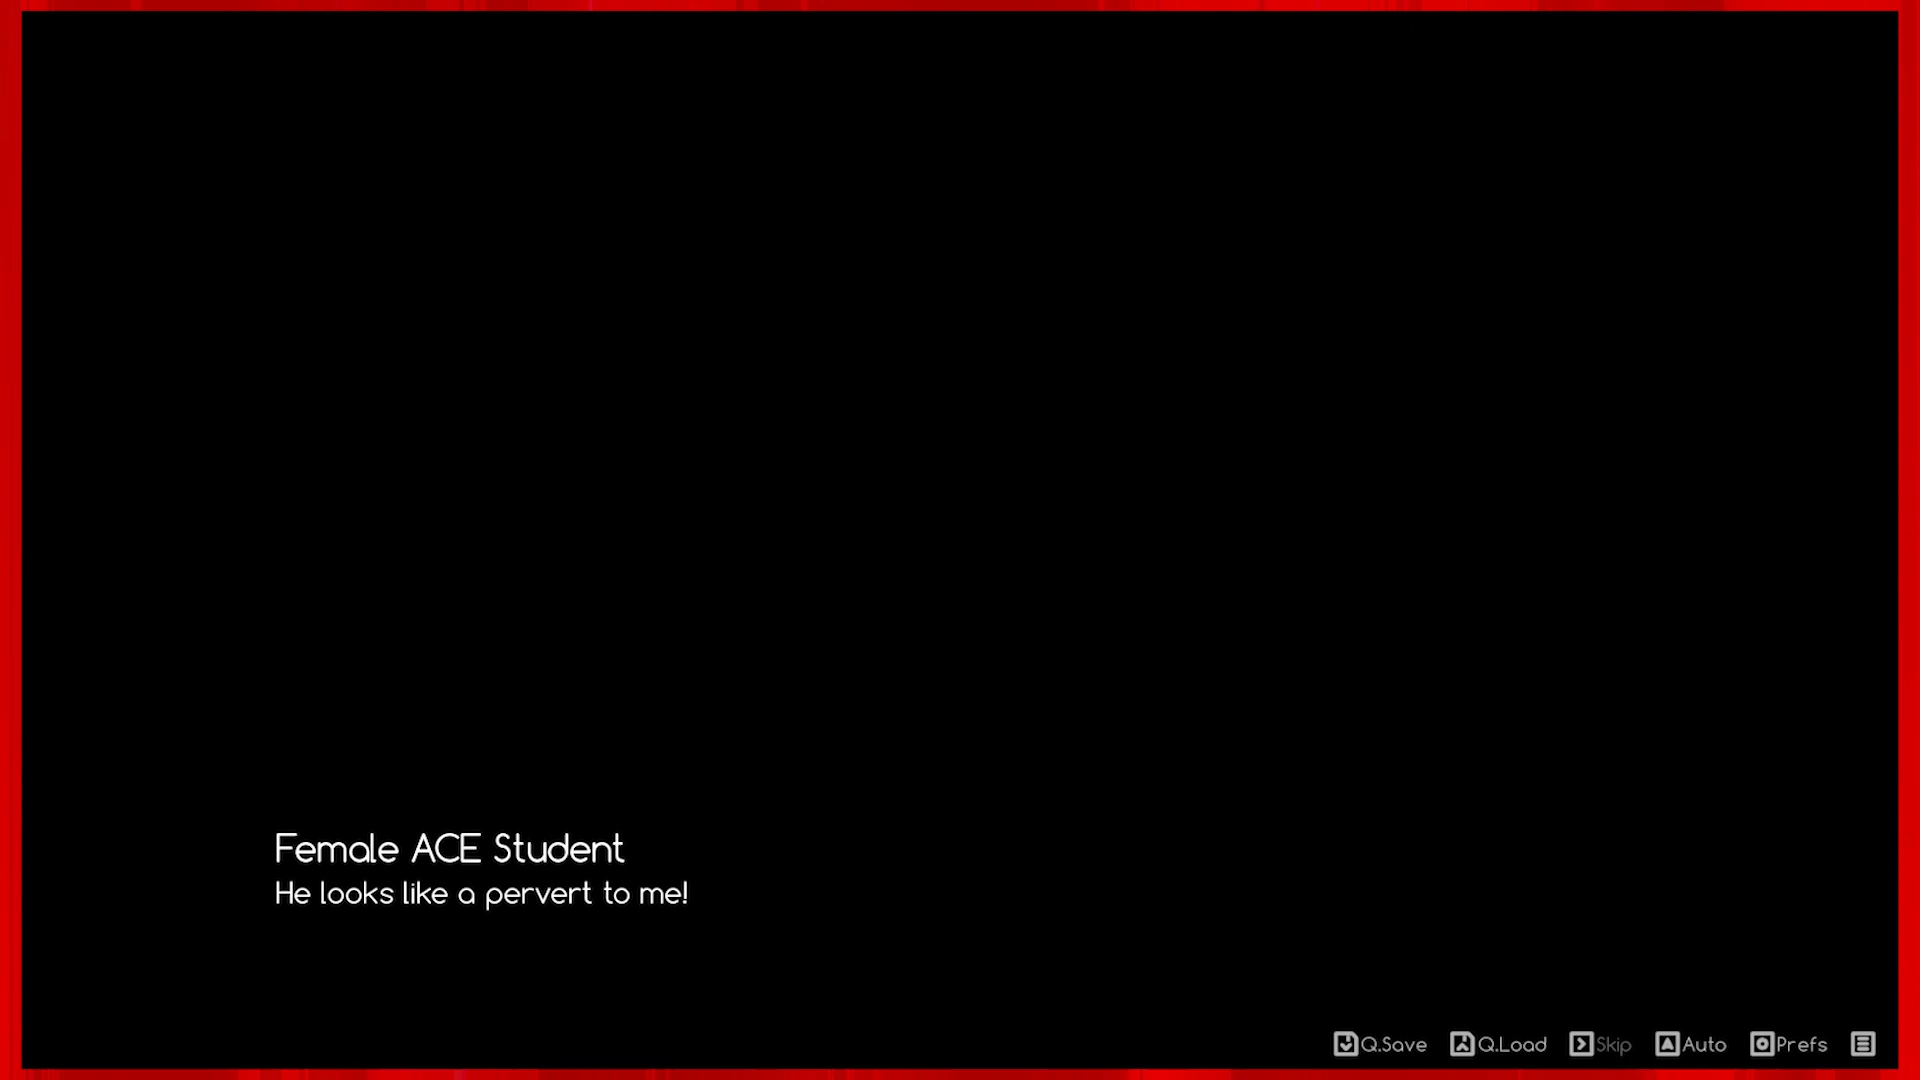 Female ACE Student
He looks like a pervert to me!
Q.Save Q.Load Skip Auto Prefs